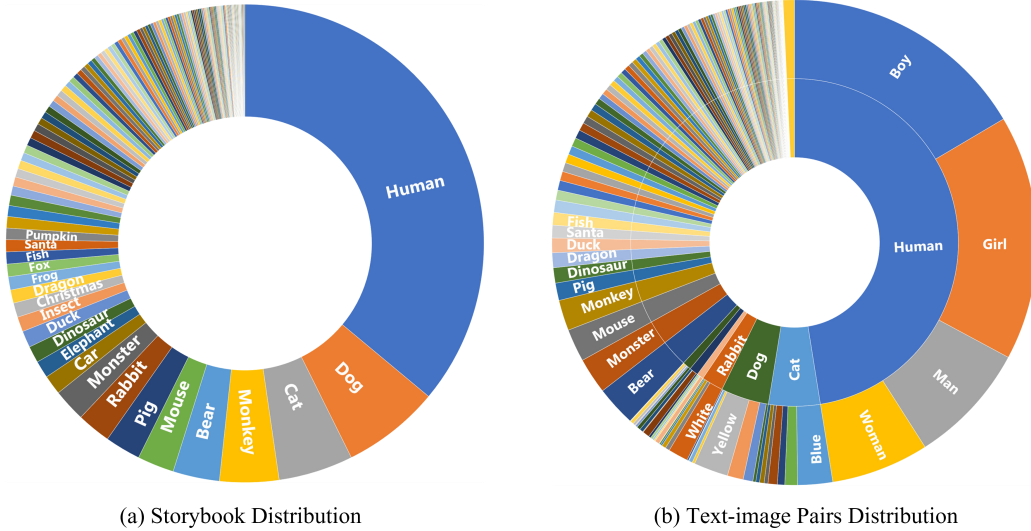 Human
Dog
Cat
Monkey
Bear
Mouse
Pig
Rabbit
Monster
Car
Elephant
Dinosaur
Duck
Insect
Christmas
Dragon
Frog
Fox
Fish
Santa
Pumpkin
(a) Storybook Distribution
Boy
Girl
Man
Woman
Blue
Yellow
White
Human
Cat
Dog
Rabbit
Bear
Monster
Mouse
Monkey
Pig
Dinosaur
Dragon
Duck
Santa
Fish
(b) Text-image Pairs Distribution